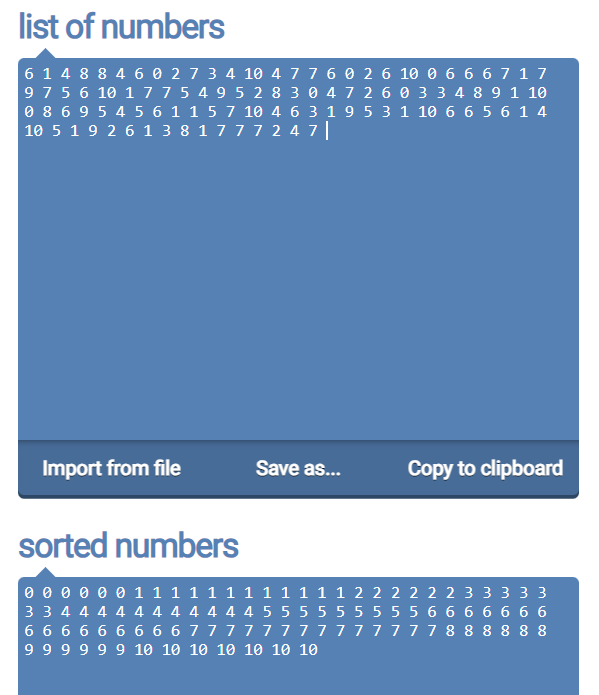 list of numbers
6 1 4 8 8 4 6 0 2 7 3 4 10 4 7 7 6 0 2 6 10 0 6 6 6 7 1 7
9 7 5 6 10 1 7 7 5 4 9 5 2 8 3 0 4 7 2 6 0 3 3 4 8 9 1 10
0 8 6 9 5 4 5 6 1 1 5 7 10 4 6 3 1 9 5 3 1 10 6 6 5 6 1 4
10 5 1 9 2 6 1 3 8 1 7 7 7 2 4 7
Import from file Save as... Copy to clipboard
sorted numbers
0 0 0 0 0 0 1 1 1 1 1 1 1 1 1 1 1 1 2 2 2 2 2 2 3 3 3 3 3
3 3 4 4 4 4 4 4 4 4 4 4 4 5 5 5 5 5 5 5 5 5 6 6 6 6 6 6 6
6 6 6 6 6 6 6 6 6 7 7 7 7 7 7 7 7 7 7 7 7 7 7 8 8 8 8 8 8
9 9 9 9 9 9 10 10 10 10 10 10 10